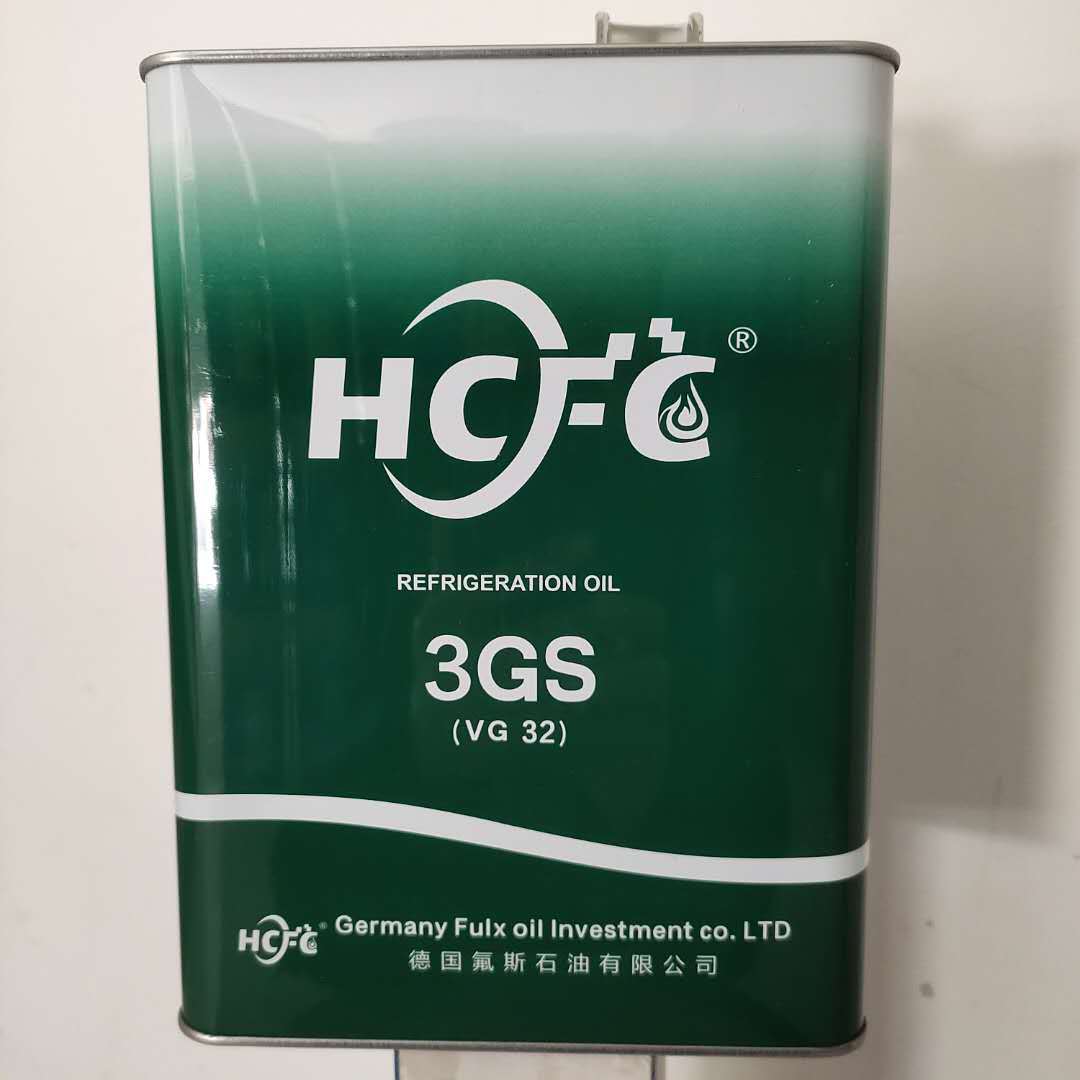 HCFC®
REFRIGERATION OIL
3GS
(VG 32)
HCFC® Germany Fulx oil Investment co. LTD
德国氟斯石油有限公司